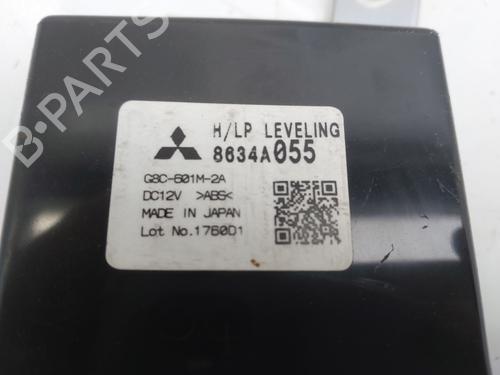 H/LP LEVELING
8634A055
G8C-601M-2A
DC12V >ABS<
MADE IN JAPAN
Lot No.1760D1
B-PARTS